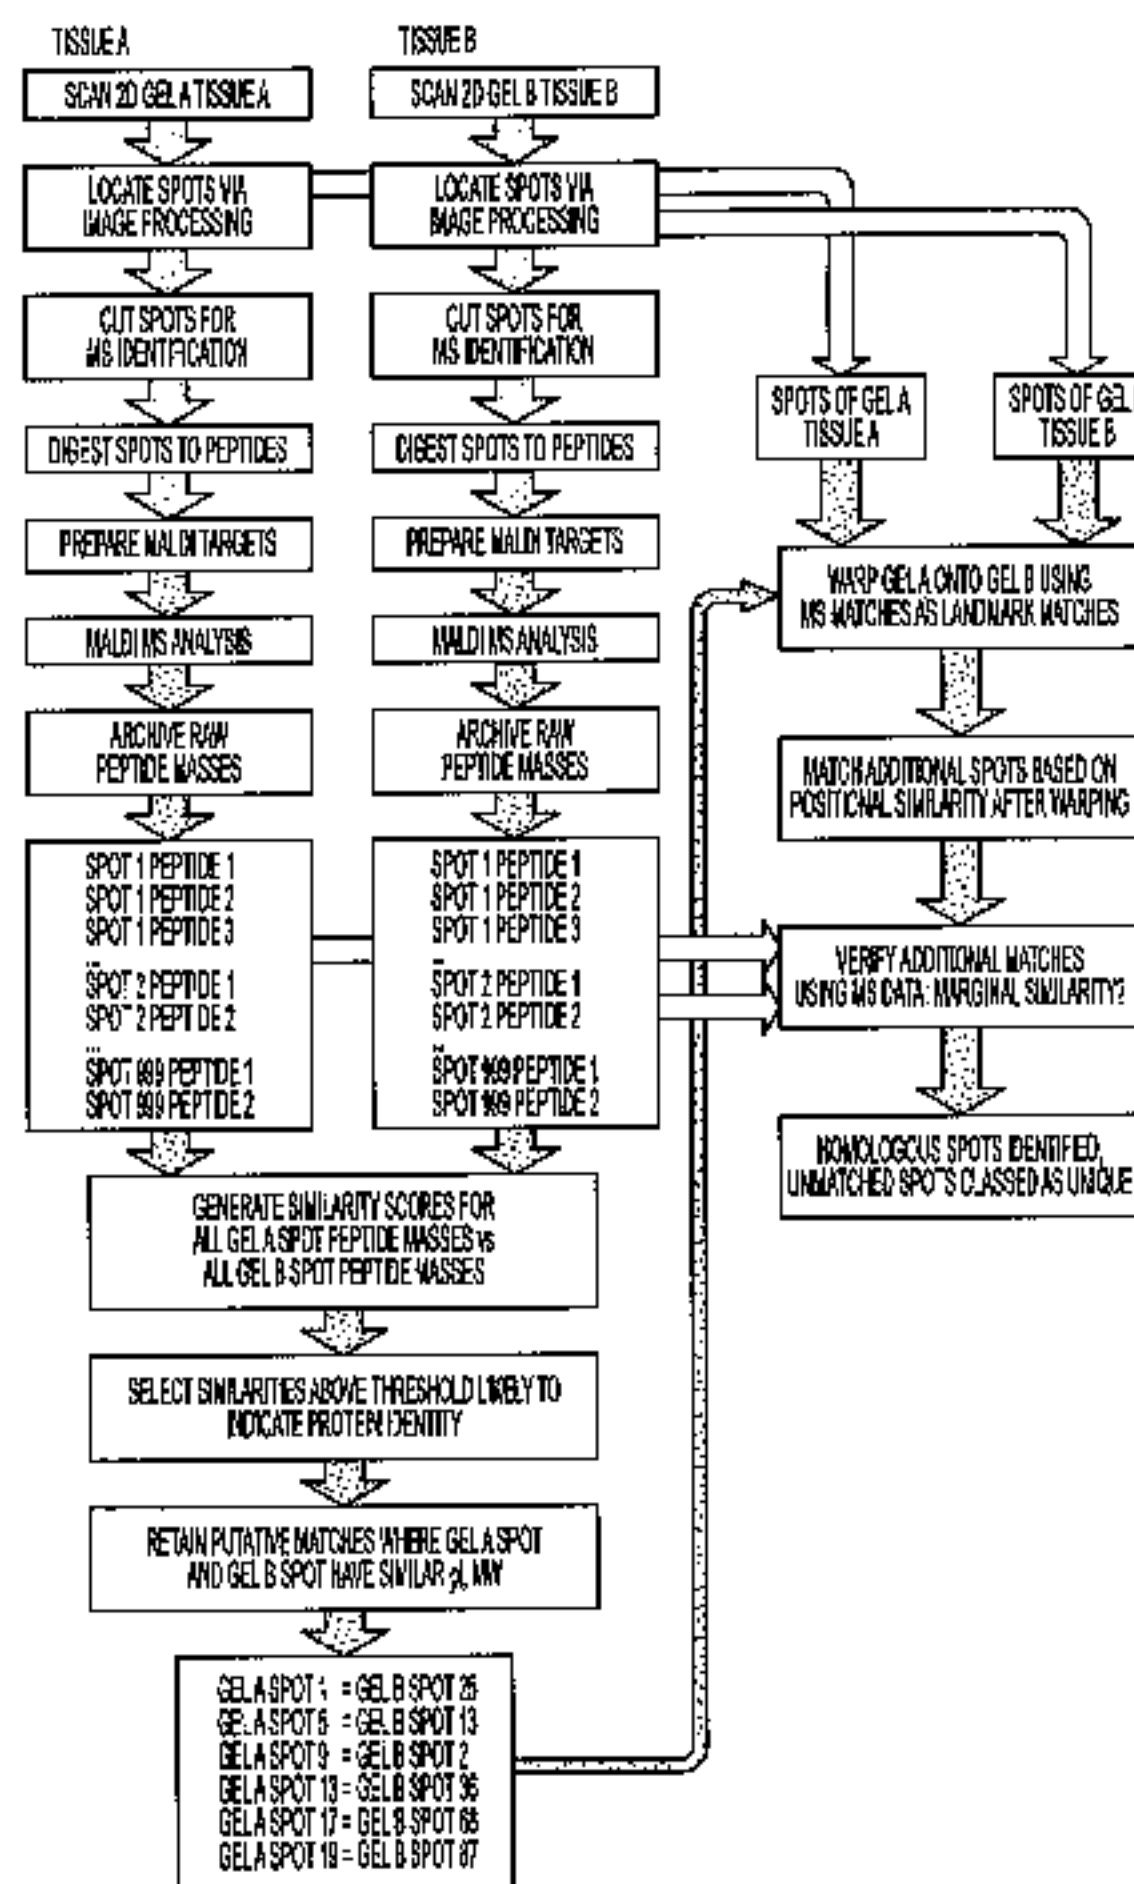 TISSUE A
SCAN 2D GEL A TISSUE A
LOCATE SPOTS VIA
IMAGE PROCESSING
CUT SPOTS FOR
MS IDENTIFICATION
DIGEST SPOTS TO PEPTIDES
PREPARE MALDI TARGETS
MALDI MS ANALYSIS
ARCHIVE RAW
PEPTIDE MASSES
SPOT 1 PEPTIDE 1
SPOT 1 PEPTIDE 2
SPOT 1 PEPTIDE 3
...
SPOT 2 PEPTIDE 1
SPOT 2 PEPTIDE 2
...
SPOT 999 PEPTIDE 1
SPOT 999 PEPTIDE 2
TISSUE B
SCAN 2D GEL B TISSUE B
LOCATE SPOTS VIA
IMAGE PROCESSING
CUT SPOTS FOR
MS IDENTIFICATION
DIGEST SPOTS TO PEPTIDES
PREPARE MALDI TARGETS
MALDI MS ANALYSIS
ARCHIVE RAW
PEPTIDE MASSES
SPOT 1 PEPTIDE 1
SPOT 1 PEPTIDE 2
SPOT 1 PEPTIDE 3
...
SPOT 2 PEPTIDE 1
SPOT 2 PEPTIDE 2
...
SPOT 999 PEPTIDE 1
SPOT 999 PEPTIDE 2
GENERATE SIMILARITY SCORES FOR
ALL GEL A SPOT PEPTIDE MASSES vs
ALL GEL B SPOT PEPTIDE MASSES
SELECT SIMILARITIES ABOVE THRESHOLD LIKELY TO
INDICATE PROTEIN IDENTITY
RETAIN PUTATIVE MATCHES WHERE GEL A SPOT
AND GEL B SPOT HAVE SIMILAR pI, MW
GEL A SPOT 1 = GEL B SPOT 25
GEL A SPOT = GEL B SPOT 13
GEL A SPOT 9 = GEL B SPOT 2
GEL A SPOT 13 = GEL B SPOT 36
GEL A SPOT 17 = GEL B SPOT 68
GEL A SPOT 19 = GEL B SPOT 87
SPOTS OF GEL A
TISSUE A
SPOTS OF GEL
TISSUE B
WARP GEL A ONTO GEL B USING
MS MATCHES AS LANDMARK MATCHES
MATCH ADDITIONAL SPOTS BASED ON
POSITIONAL SIMILARITY AFTER WARPING
VERIFY ADDITIONAL MATCHES
USING MS DATA: MARGINAL SIMILARITY?
HOMOLOGOUS SPOTS IDENTIFIED,
UNMATCHED SPOTS CLASSED AS UNIQUE